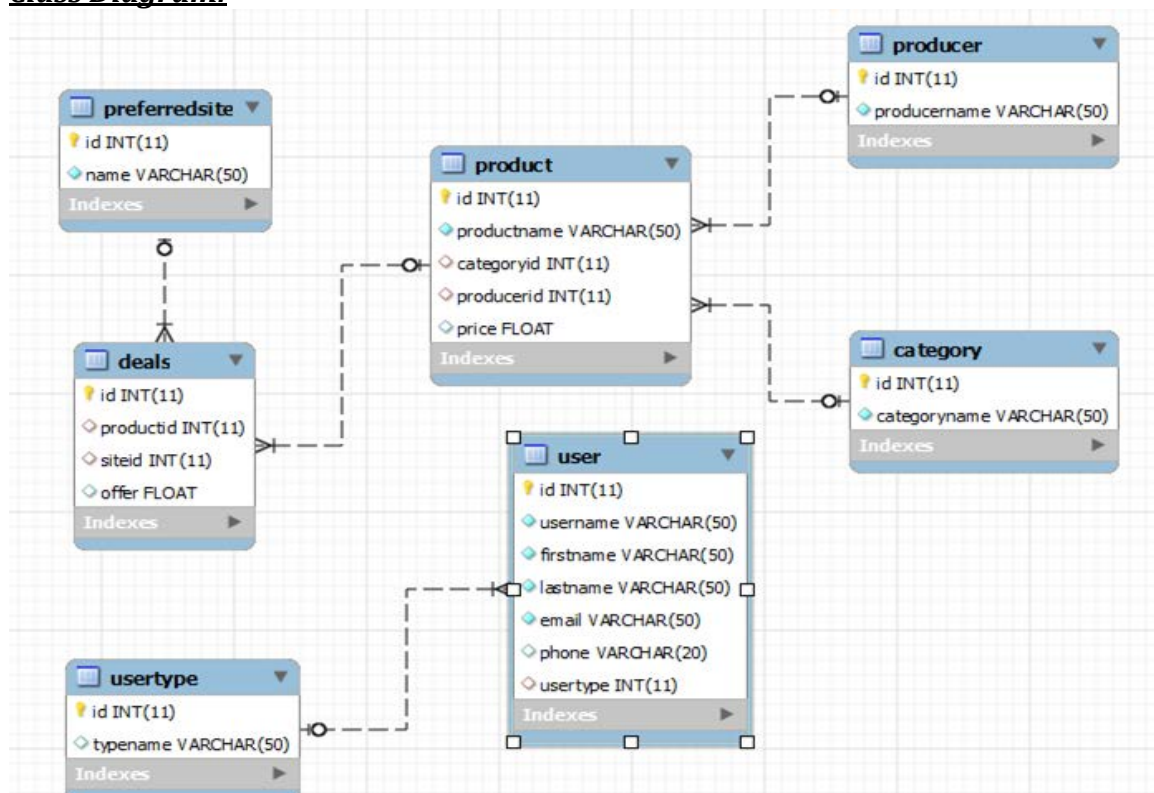 Class Diagram:
preferredsite
id INT(11)
name VARCHAR(50)
Indexes
producer
id INT(11)
producername VARCHAR(50)
Indexes
product
id INT(11)
productname VARCHAR(50)
categoryid INT(11)
producerid INT(11)
price FLOAT
Indexes
deals
id INT(11)
productid INT(11)
siteid INT(11)
offer FLOAT
Indexes
category
id INT(11)
categoryname VARCHAR(50)
Indexes
user
id INT(11)
username VARCHAR(50)
firstname VARCHAR(50)
lastname VARCHAR(50)
email VARCHAR(50)
phone VARCHAR(20)
usertype INT(11)
Indexes
usertype
id INT(11)
typename VARCHAR(50)
Indexes